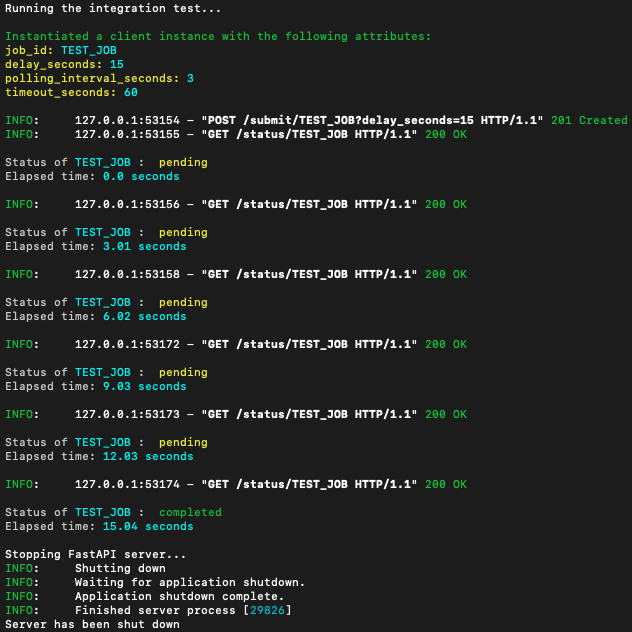 Running the integration test...
Instantiated a client instance with the following attributes:
job_id: TEST_JOB
delay_seconds: 15
polling_interval_seconds: 3
timeout_seconds: 60
INFO:     127.0.0.1:53154 – "POST /submit/TEST_JOB?delay_seconds=15 HTTP/1.1" 201 Created
INFO:     127.0.0.1:53155 – "GET /status/TEST_JOB HTTP/1.1" 200 OK
Status of TEST_JOB :  pending
Elapsed time: 0.0 seconds
INFO:     127.0.0.1:53156 – "GET /status/TEST_JOB HTTP/1.1" 200 OK
Status of TEST_JOB :  pending
Elapsed time: 3.01 seconds
INFO:     127.0.0.1:53158 – "GET /status/TEST_JOB HTTP/1.1" 200 OK
Status of TEST_JOB :  pending
Elapsed time: 6.02 seconds
INFO:     127.0.0.1:53172 – "GET /status/TEST_JOB HTTP/1.1" 200 OK
Status of TEST_JOB :  pending
Elapsed time: 9.03 seconds
INFO:     127.0.0.1:53173 – "GET /status/TEST_JOB HTTP/1.1" 200 OK
Status of TEST_JOB :  pending
Elapsed time: 12.03 seconds
INFO:     127.0.0.1:53174 – "GET /status/TEST_JOB HTTP/1.1" 200 OK
Status of TEST_JOB :  completed
Elapsed time: 15.04 seconds
Stopping FastAPI server...
INFO:     Shutting down
INFO:     Waiting for application shutdown.
INFO:     Application shutdown complete.
INFO:     Finished server process [29826]
Server has been shut down